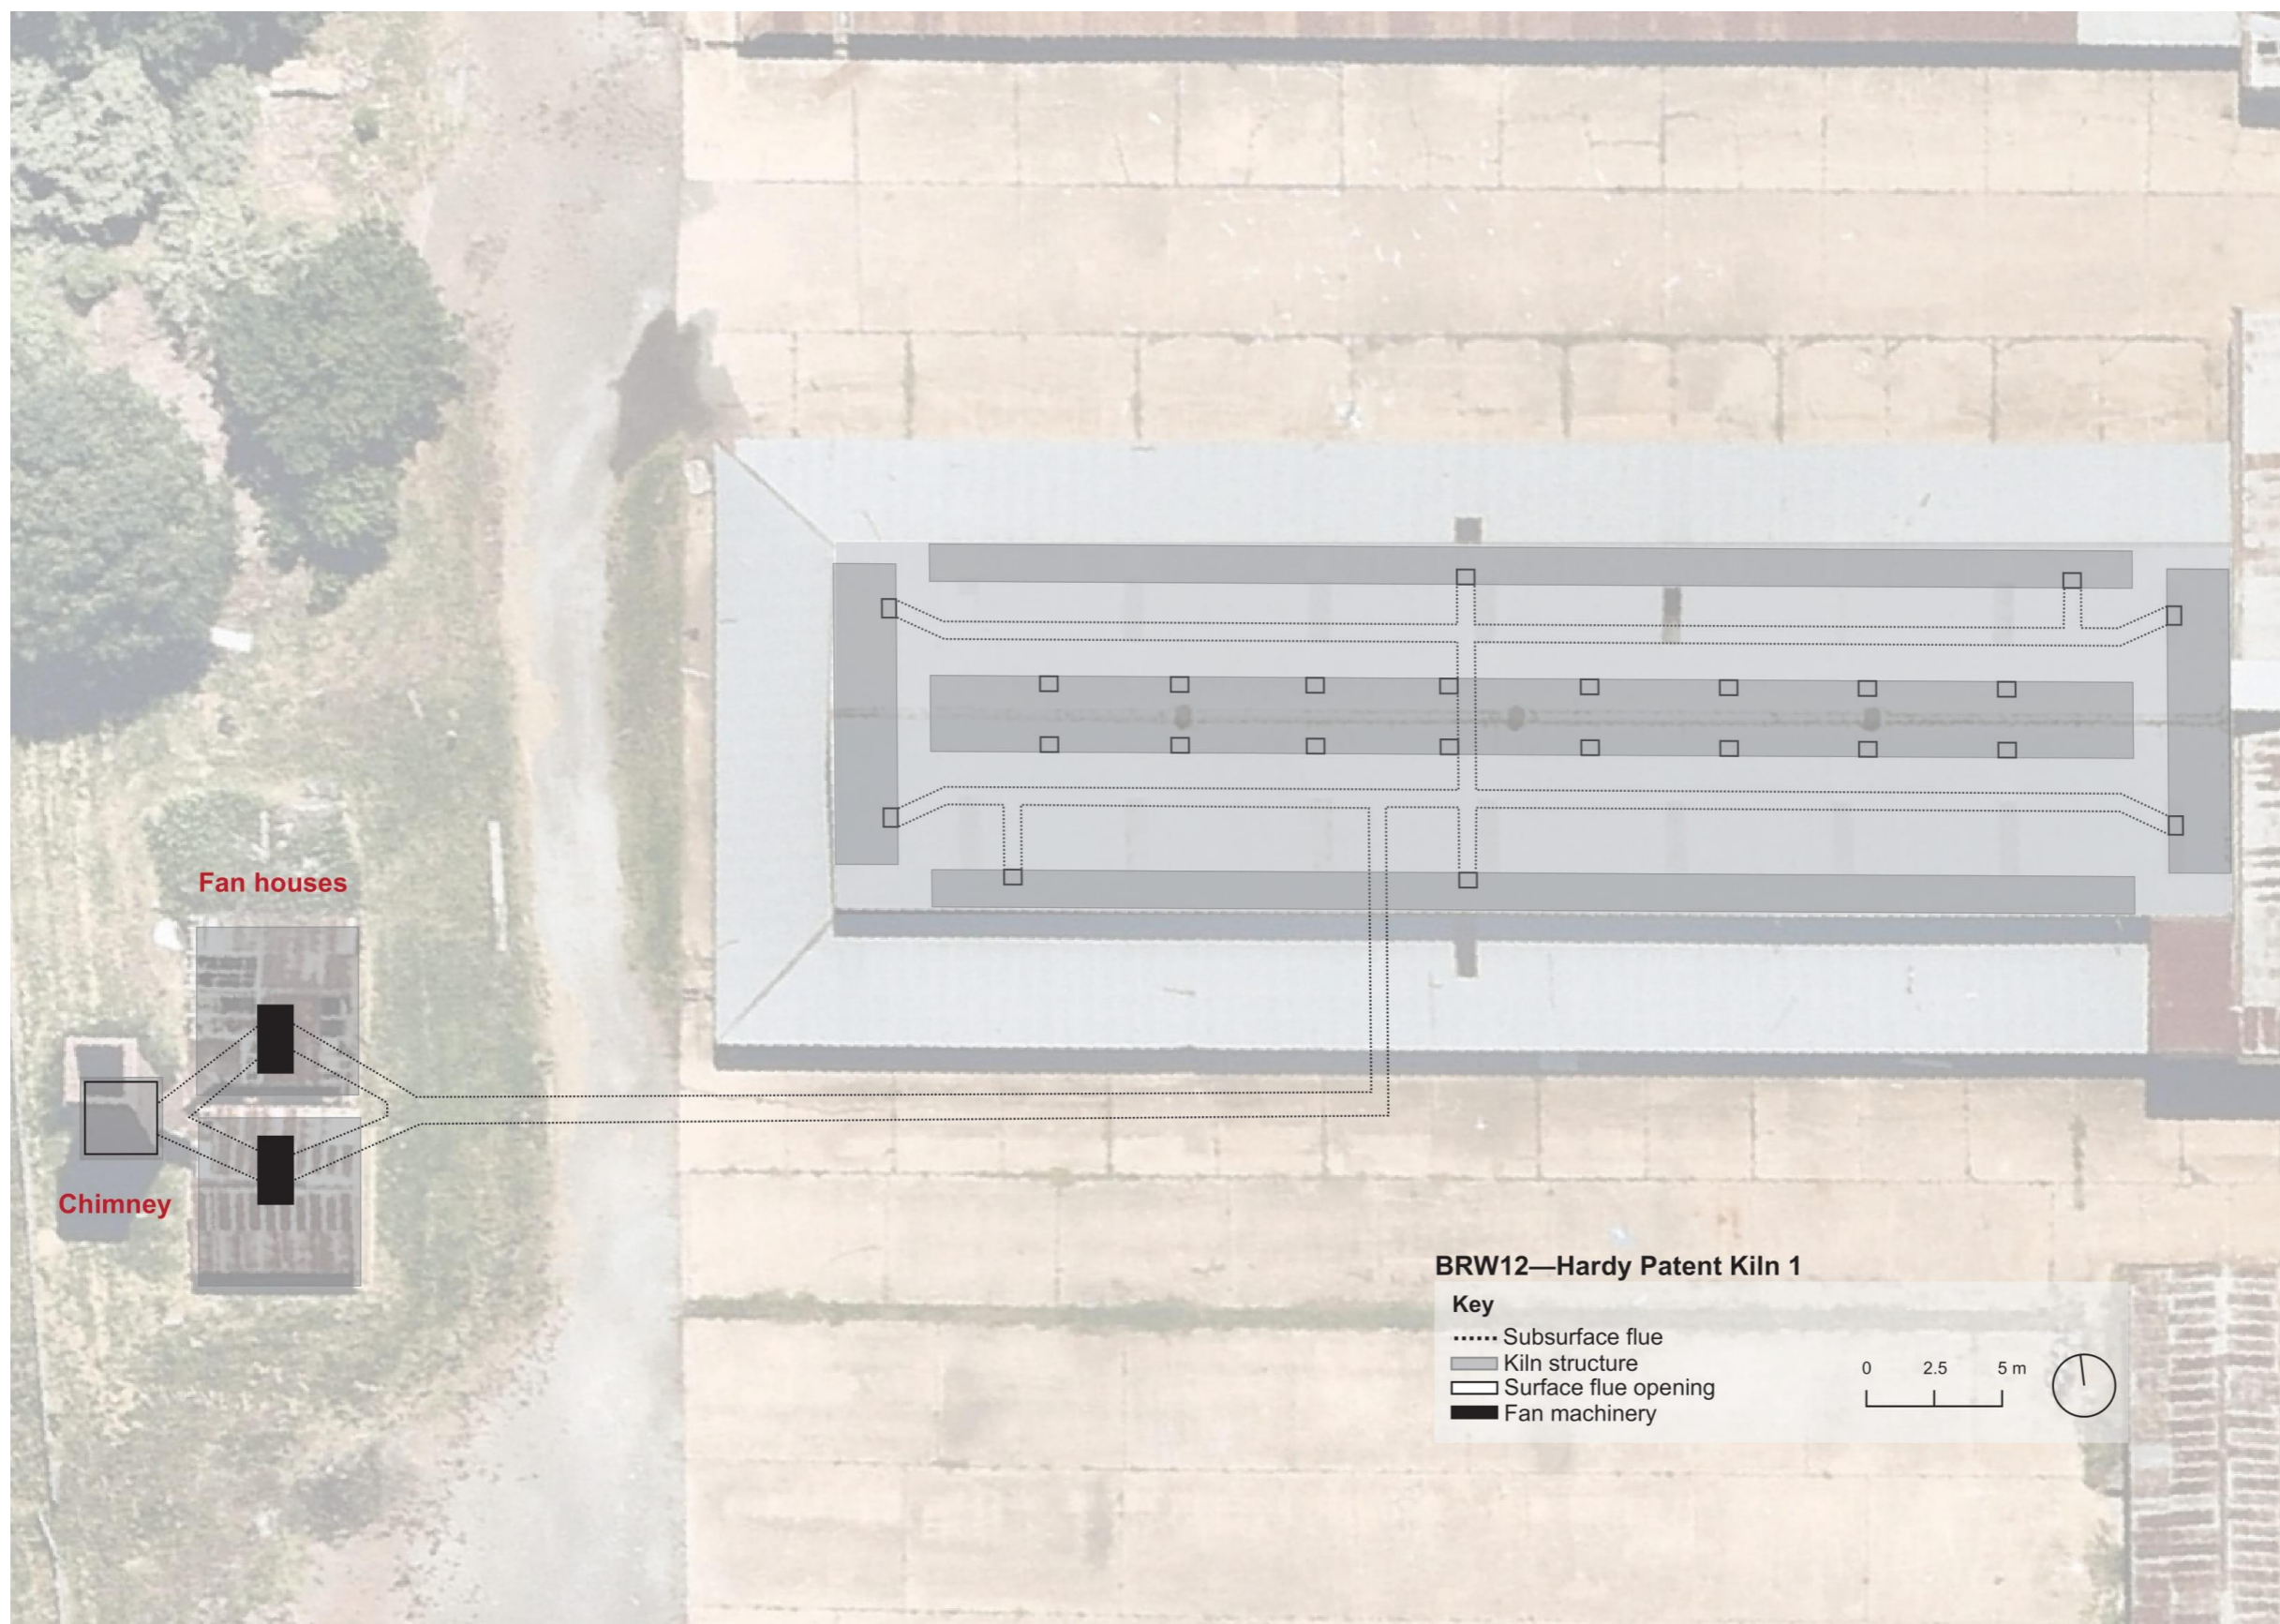 Fan houses
Chimney
BRW12—Hardy Patent Kiln 1
Key
Subsurface flue
Kiln structure
Surface flue opening
Fan machinery
0 2.5 5 m